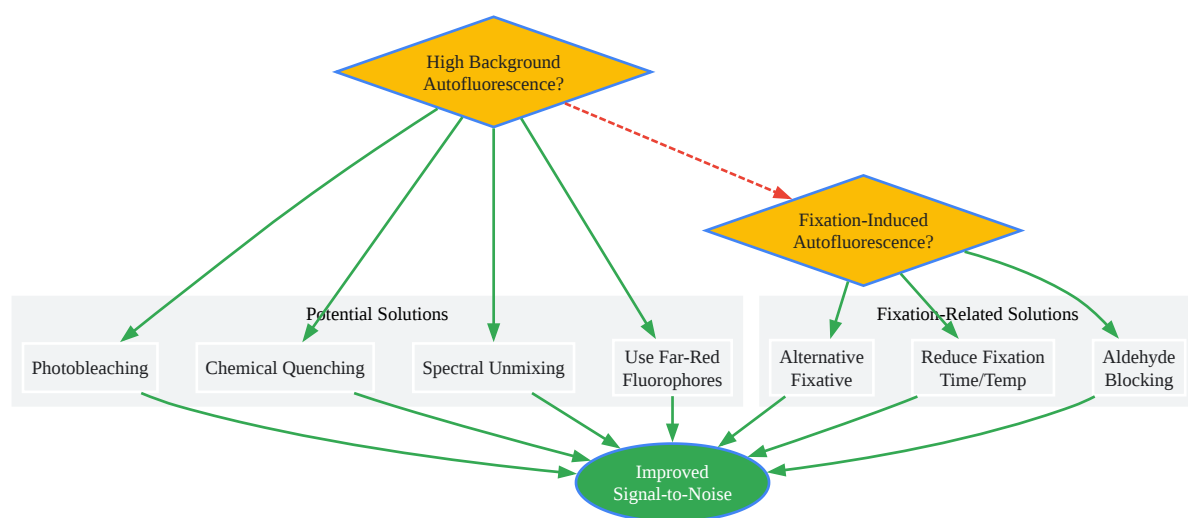 High Background
Autofluorescence?
Fixation-Induced
Autofluorescence?
Potential Solutions
Fixation-Related Solutions
Photobleaching
Chemical Quenching
Spectral Unmixing
Use Far-Red
Fluorophores
Alternative
Fixative
Reduce Fixation
Time/Temp
Aldehyde
Blocking
Improved
Signal-to-Noise